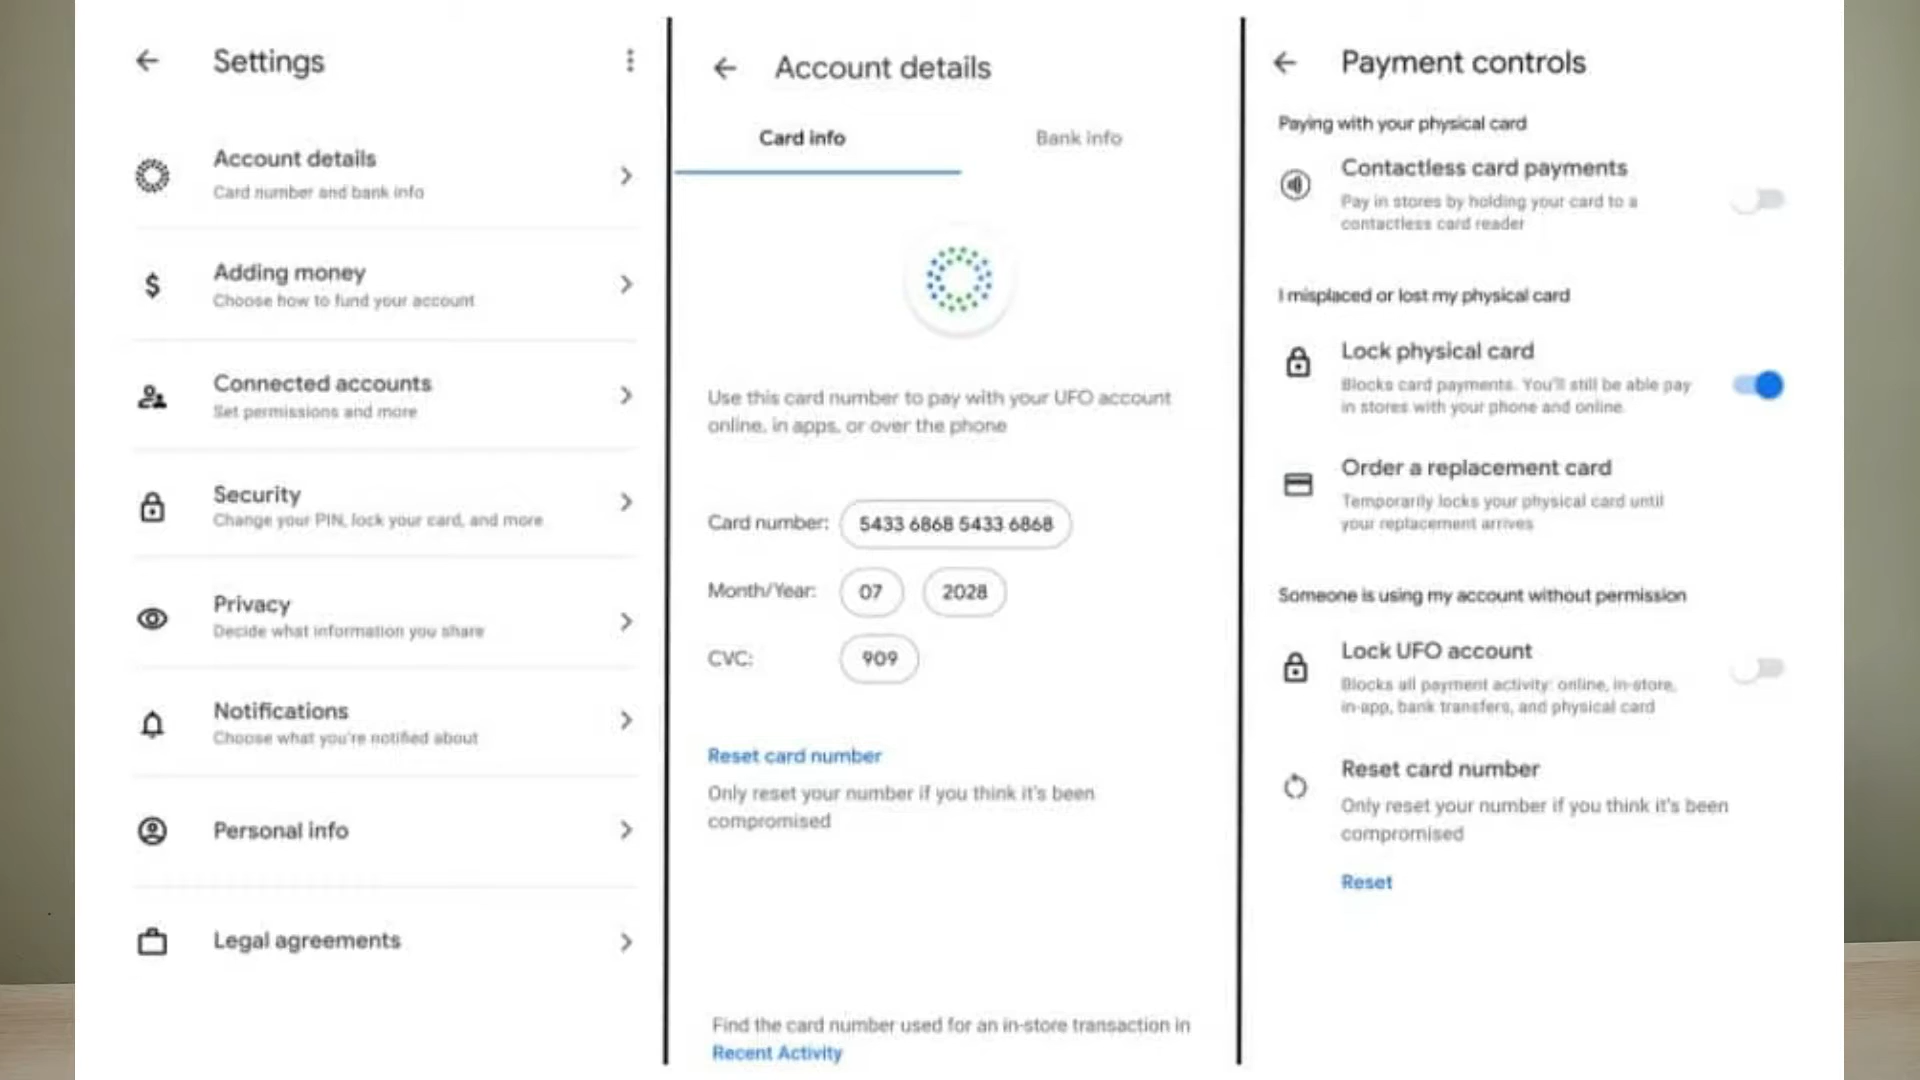 Settings
Account details
Card number and bank info
Adding money
Choose how to fund your account
Connected accounts
Set permissions and more
Security
Change your PIN, lock your card, and more
Privacy
Decide what information you share
Notifications
Choose what you're notified about
Personal info
Legal agreements
Account details
Card info
Bank info
Use this card number to pay with your UFO account
online, in apps, or over the phone
Card number: 5433 6868 5433 6868
Month/Year: 07 2028
CVC: 909
Reset card number
Only reset your number if you think it's been
compromised
Find the card number used for an in-store transaction in
Recent Activity
Payment controls
Paying with your physical card
Contactless card payments
Pay in stores by holding your card to a
contactless card reader
I misplaced or lost my physical card
Lock physical card
Blocks card payments. You'll still be able pay
in stores with your phone and online.
Order a replacement card
Temporarily locks your physical card until
your replacement arrives
Someone is using my account without permission
Lock UFO account
Blocks all payment activity: online, in-store,
in-app, bank transfers, and physical card
Reset card number
Only reset your number if you think it's been
compromised
Reset